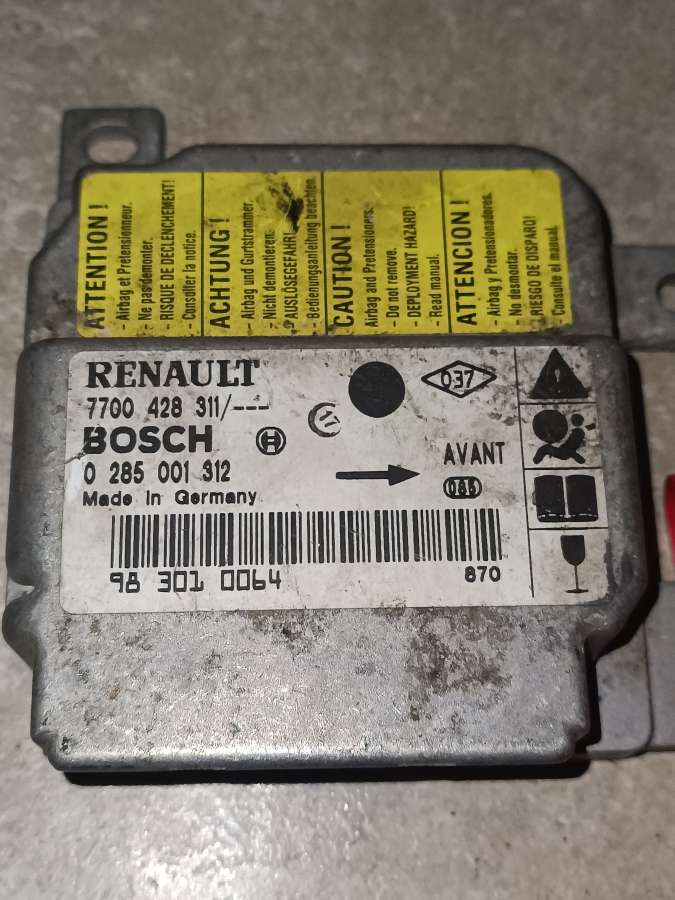 ATTENTION !
- Airbag et Pretensionneur.
- Ne pas demonter.
RISQUE DE DECLENCHEMENT!
- Consulter la notice.
ACHTUNG !
- Airbag und Gurtstrammer.
- Nicht demontieren.
- AUSLÖSEGEFAHR!
- Bedienungsanleitung beachten.
CAUTION !
- Airbag and Pretensioners.
- Do not remove.
- DEPLOYMENT HAZARD!
- Read manual.
ATTENCION !
- Airbag y Pretensionadores.
- No desmontar.
RIESGO DE DISPARO!
- Consulte el manual.
RENAULT
7700 428 311/---
11
037
BOSCH
0 285 001 312
AVANT
Made in Germany
98 301 0064
870